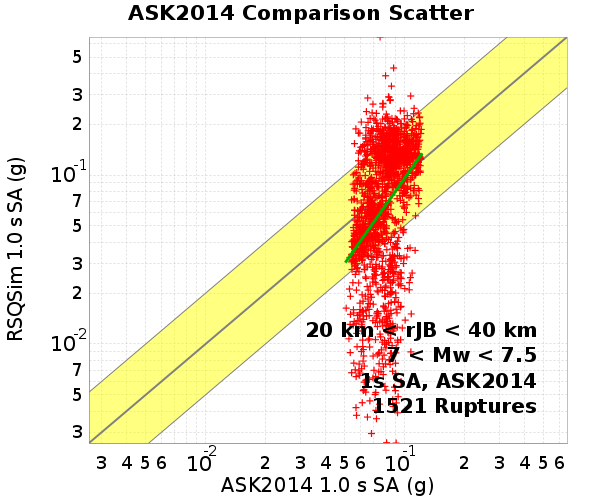 ASK2014 Comparison Scatter
RSQSim 1.0 s SA (g)
5
3
2
10-1
7
5
3
2
10-2
7
5
3
20 km < rJB < 40 km
7 < Mw < 7.5
1s SA, ASK2014
1521 Ruptures
3 4 5 6 10-2 2 3 4 5 6 10-1 2 3 4 5 6
ASK2014 1.0 s SA (g)